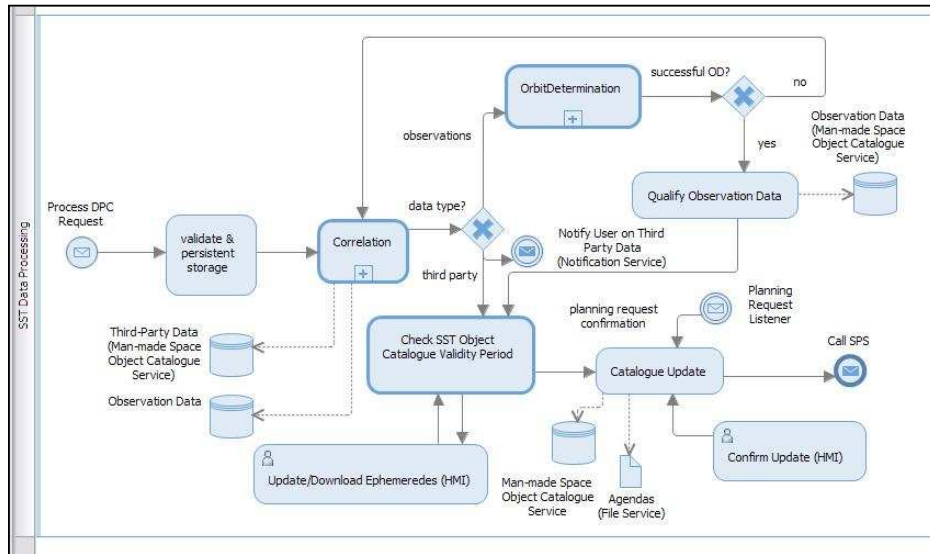 SST Data Processing
successful OD?
no
OrbitDetermination
Observation Data
(Man-made Space
Object Catalogue
Service)
observations
yes
Qualify Observation Data
Process DPC
Request
data type?
validate &
persistent
storage
Correlation
Notify User on Third
Party Data
(Notification Service)
third party
Planning
Request
Listener
planning request
confirmation
Third-Party Data
(Man-made Space
Object Catalogue
Service)
Check SST Object
Catalogue Validity Period
Call SPS
Catalogue Update
Observation Data
Update/Download Ephemeredes (HMI)
Confirm Update (HMI)
Man-made Space
Object Catalogue
Service
Agendas
(File Service)